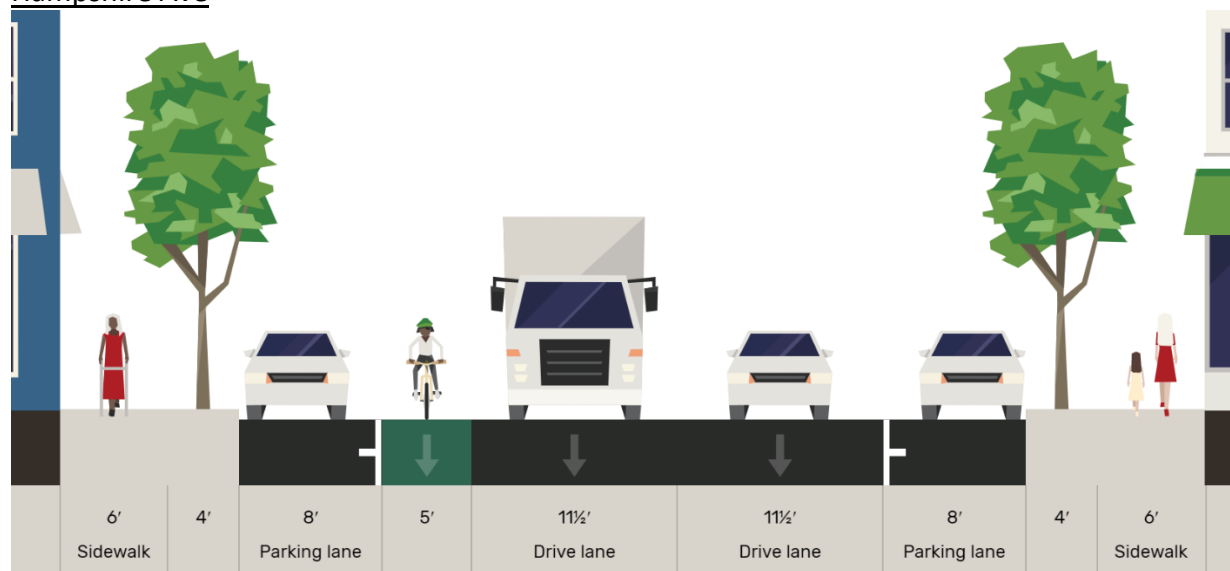 6′ 4′ 8′ 5′ 11½′ 11½′ 8′ 4′ 6′
Sidewalk Parking lane Drive lane Drive lane Parking lane Sidewalk